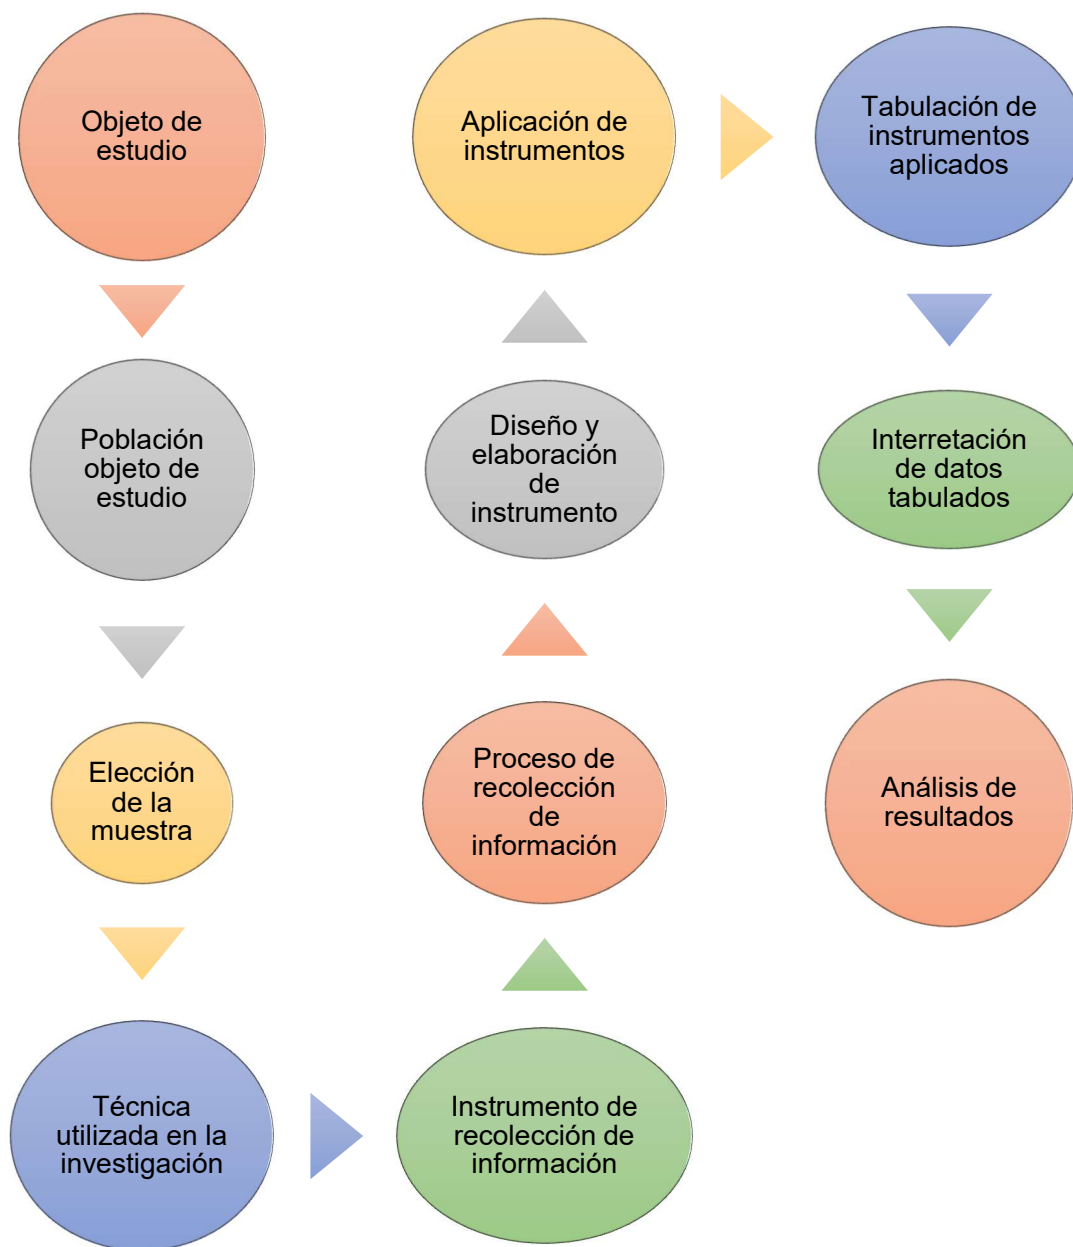 Objeto de
estudio
Población
objeto de
estudio
Elección
de la
muestra
Técnica
utilizada en la
investigación
Instrumento de
recolección de
información
Proceso de
recolección
de
información
Diseño y
elaboración
de
instrumento
Aplicación de
instrumentos
Tabulación de
instrumentos
aplicados
Interretación
de datos
tabulados
Análisis de
resultados